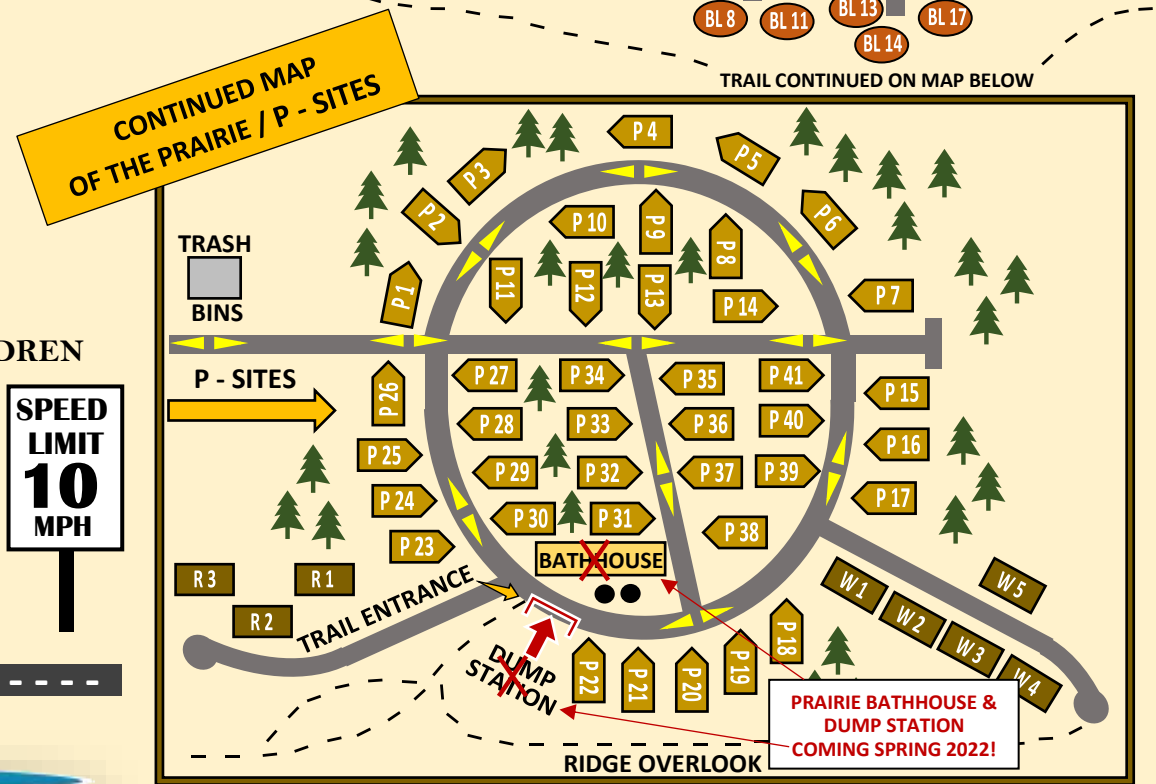 BL 8
BL 11
BL 13
BL 14
BL 17
TRAIL CONTINUED ON MAP BELOW
CONTINUED MAP
OF THE PRAIRIE / P - SITES
P 4
P 5
P 3
P 2
P 6
P 10
P 9
P 8
TRASH
BINS
P 1
P 11
P 12
P 13
P 14
P 7
DREN
P - SITES
SPEED
LIMIT
10
MPH
P 26
P 27
P 34
P 35
P 41
P 15
P 28
P 33
P 36
P 40
P 16
P 25
P 29
P 32
P 37
P 39
P 17
P 24
P 30
P 31
P 38
P 23
BATHHOUSE
R 3
R 1
R 2
TRAIL ENTRANCE
W 1
W 2
W 3
W 4
W 5
DUMP
STATION
P 22
P 21
P 20
P 19
P 18
PRAIRIE BATHHOUSE &
DUMP STATION
COMING SPRING 2022!
RIDGE OVERLOOK